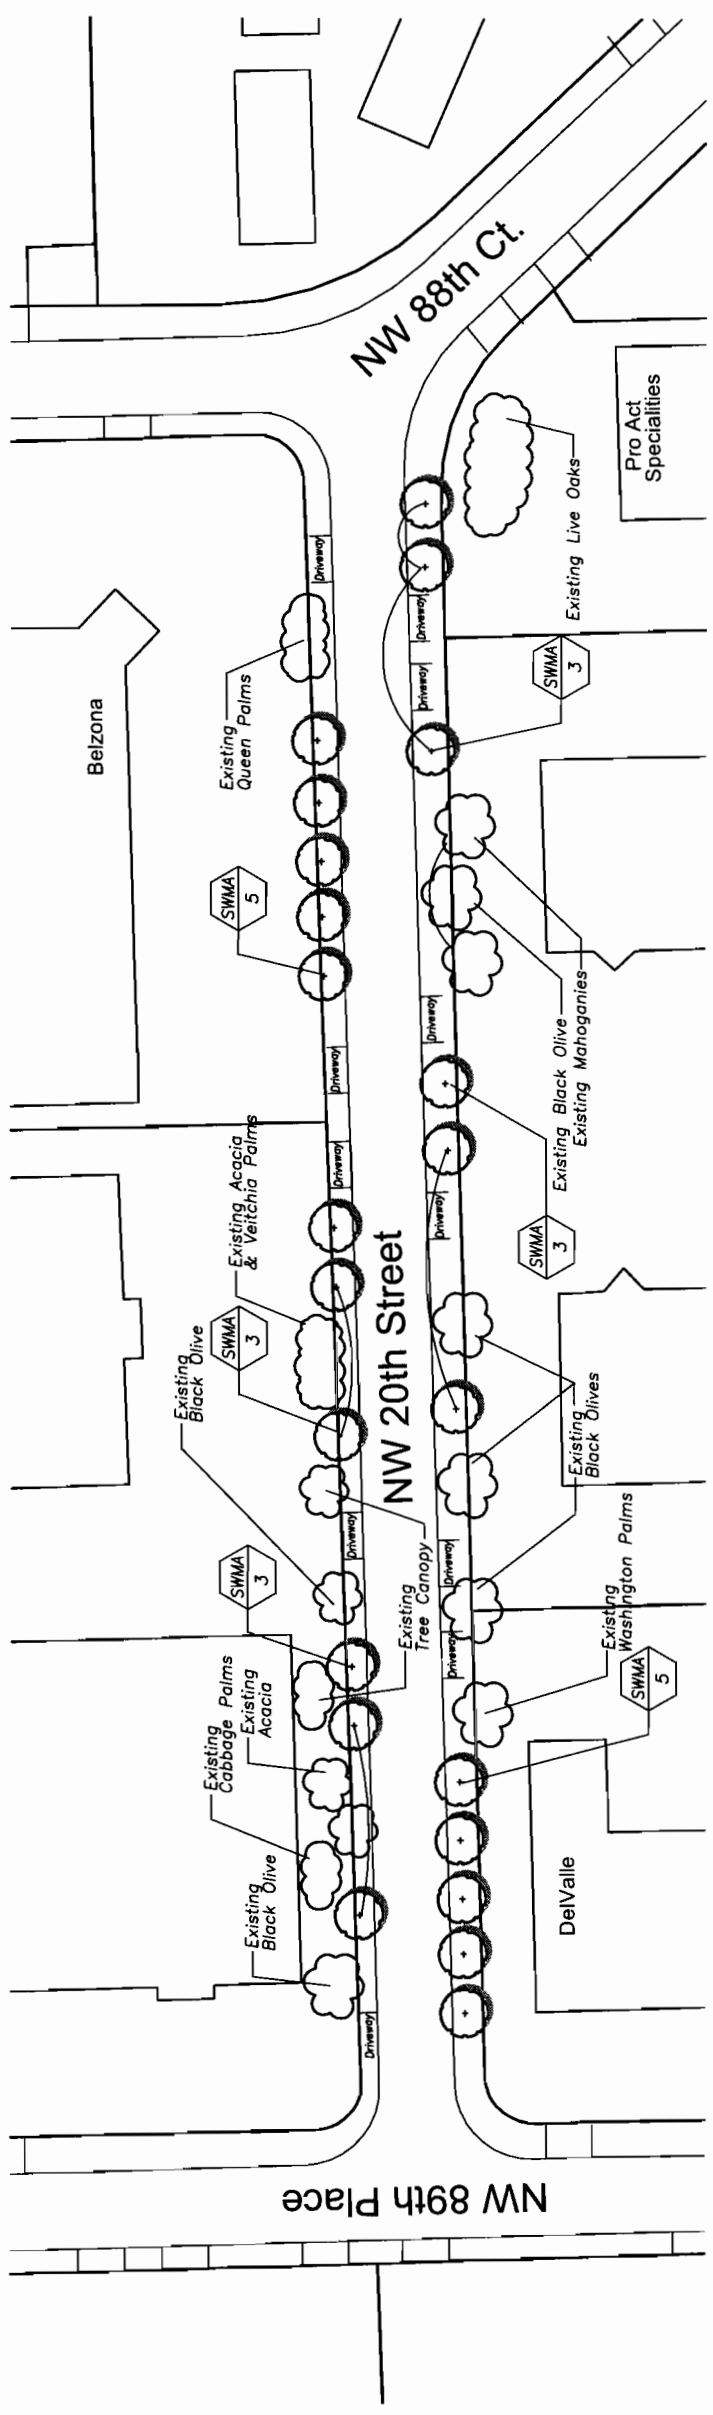 NW 88th Ct.
Pro Act
Specialities
Existing Live Oaks
Driveway
Driveway
Driveway
SWMA
3
Existing
Queen Palms
Belzona
SWMA
5
Driveway
Existing Black Olive
Existing Mahoganies
Driveway
Driveway
Driveway
SWMA
3
Existing Acacia
& Veitchia Palms
SWMA
3
Existing
Black Olive
NW 20th Street
Existing
Black Olives
Driveway
Existing
Tree Canopy
Driveway
Driveway
Existing
Washington Palms
SWMA
3
SWMA
5
Existing
Cabbage Palms
Existing
Acacia
Existing
Black Olive
DelValle
Driveway
NW 89th Place